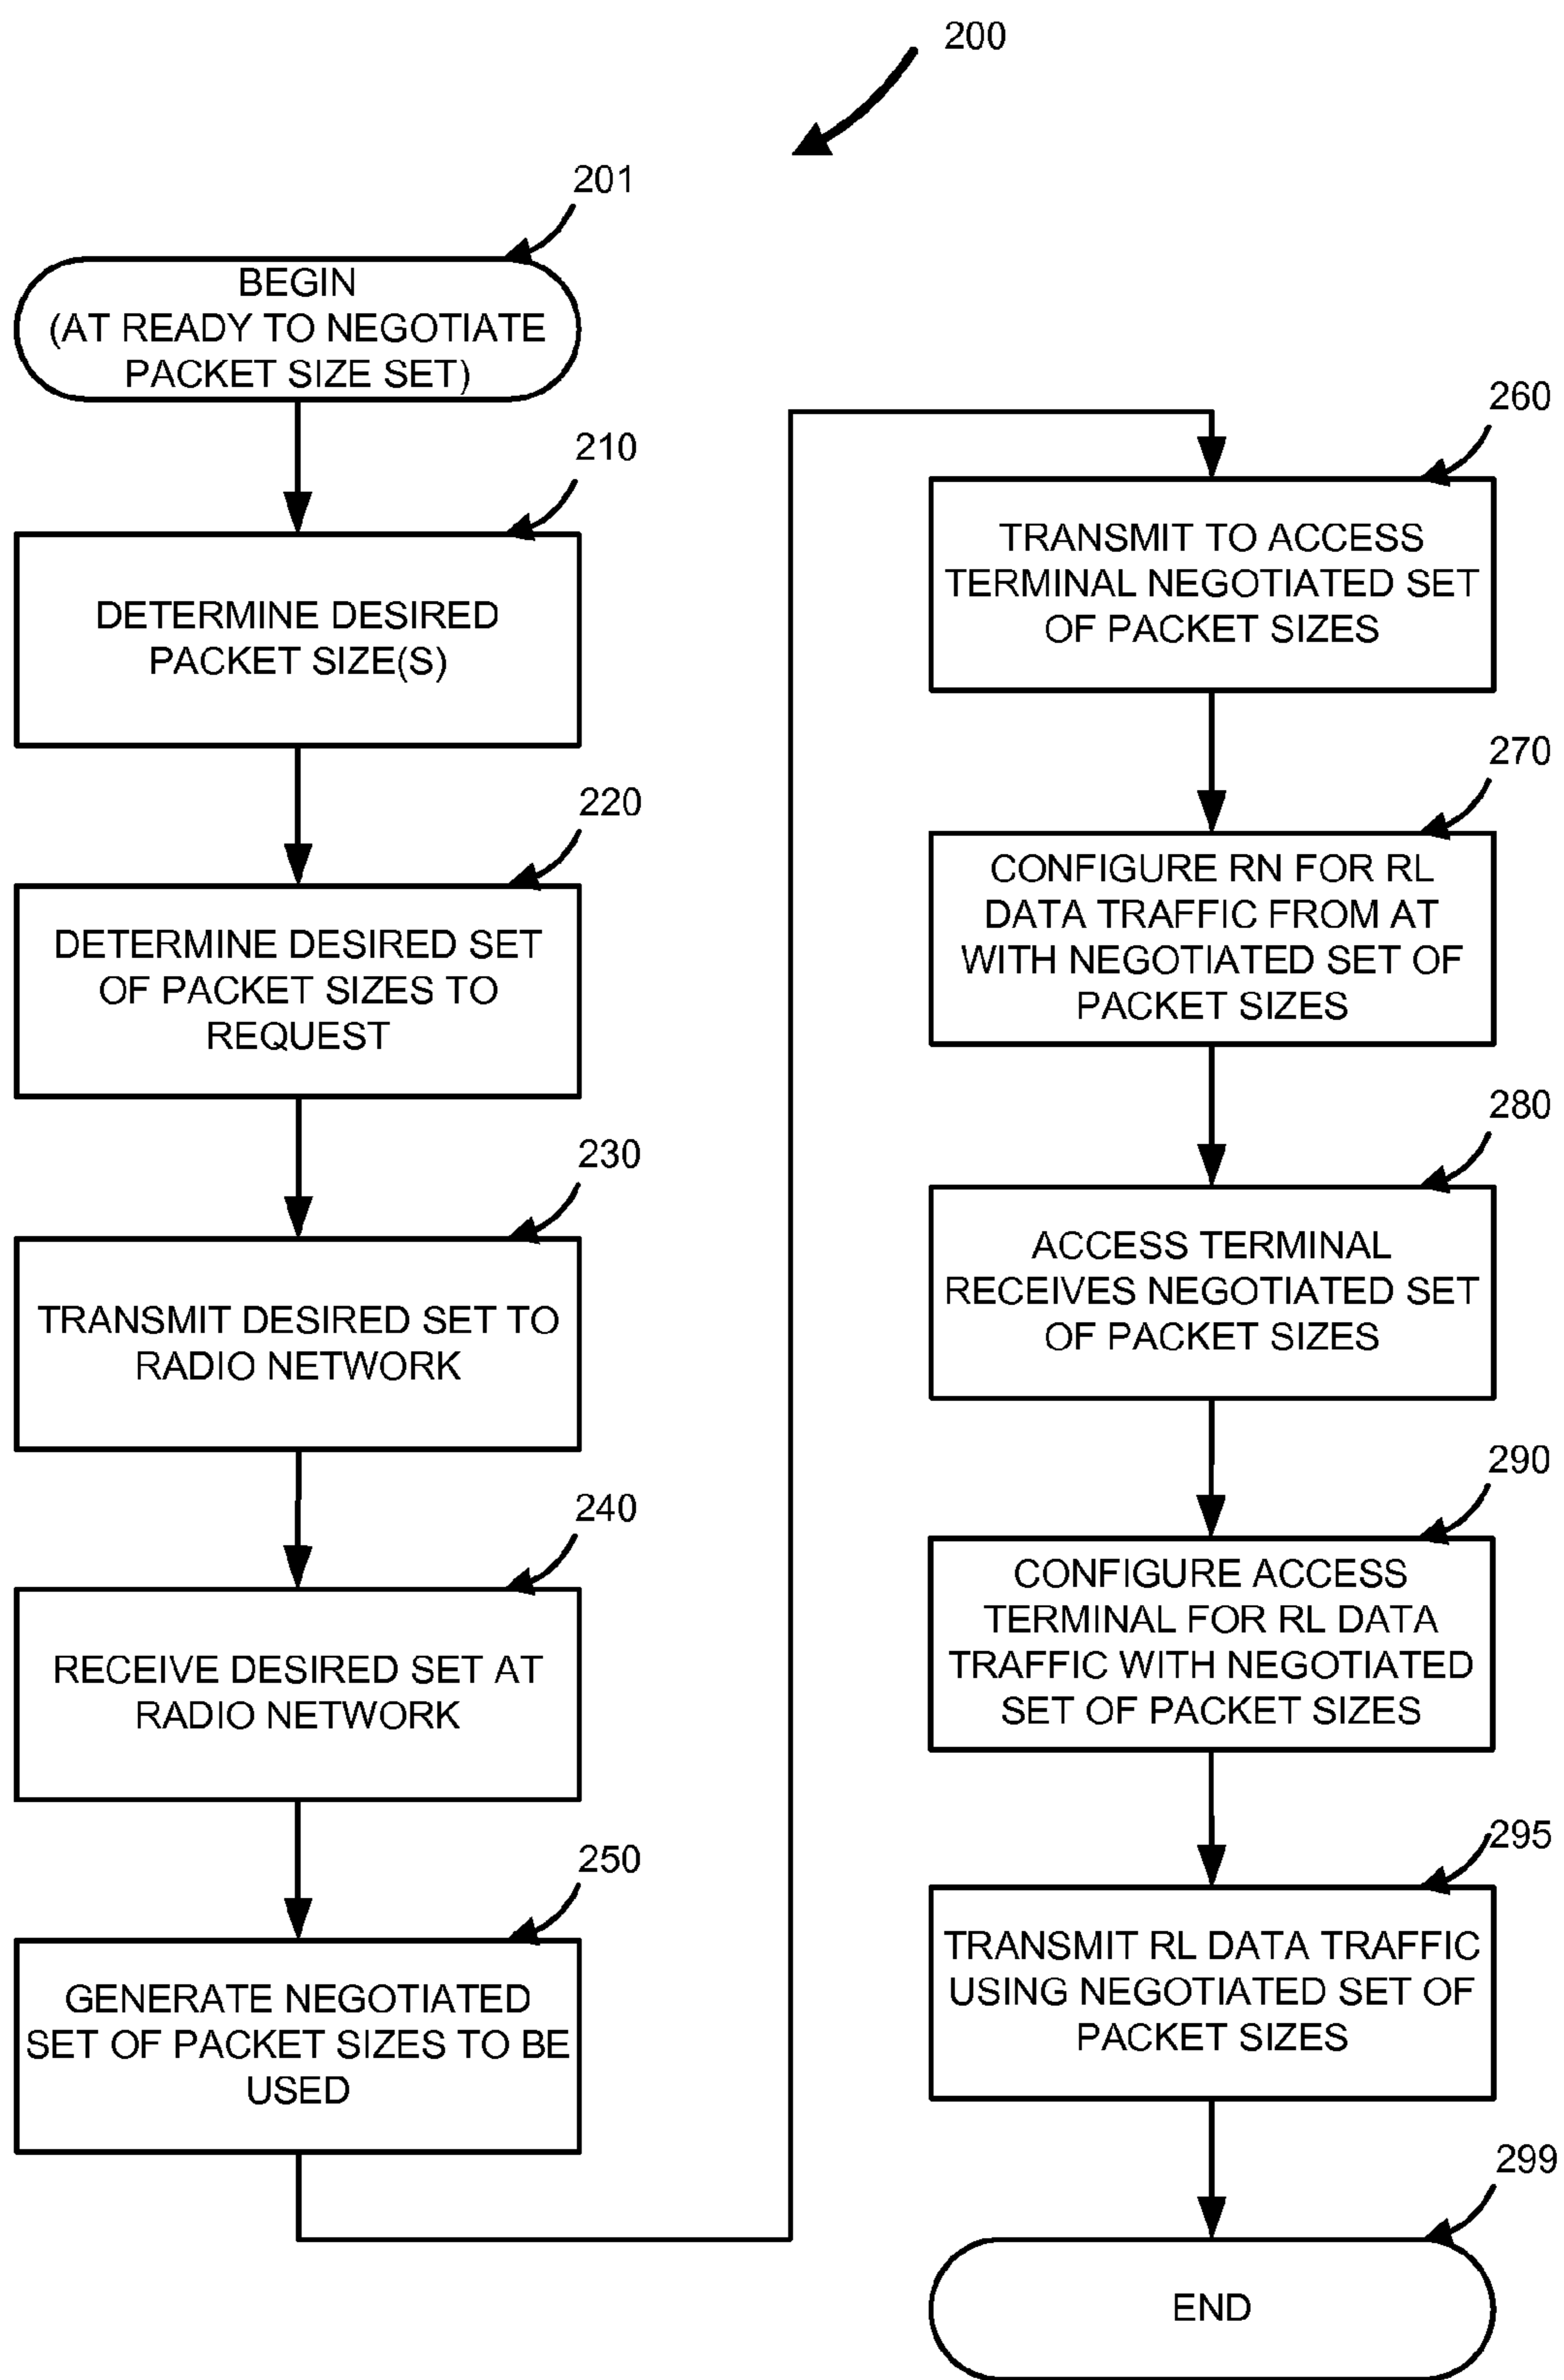 200
201
BEGIN
(AT READY TO NEGOTIATE
PACKET SIZE SET)
210
DETERMINE DESIRED
PACKET SIZE(S)
220
DETERMINE DESIRED SET
OF PACKET SIZES TO
REQUEST
230
TRANSMIT DESIRED SET TO
RADIO NETWORK
240
RECEIVE DESIRED SET AT
RADIO NETWORK
250
GENERATE NEGOTIATED
SET OF PACKET SIZES TO BE
USED
260
TRANSMIT TO ACCESS
TERMINAL NEGOTIATED SET
OF PACKET SIZES
270
CONFIGURE RN FOR RL
DATA TRAFFIC FROM AT
WITH NEGOTIATED SET OF
PACKET SIZES
280
ACCESS TERMINAL
RECEIVES NEGOTIATED SET
OF PACKET SIZES
290
CONFIGURE ACCESS
TERMINAL FOR RL DATA
TRAFFIC WITH NEGOTIATED
SET OF PACKET SIZES
295
TRANSMIT RL DATA TRAFFIC
USING NEGOTIATED SET OF
PACKET SIZES
299
END